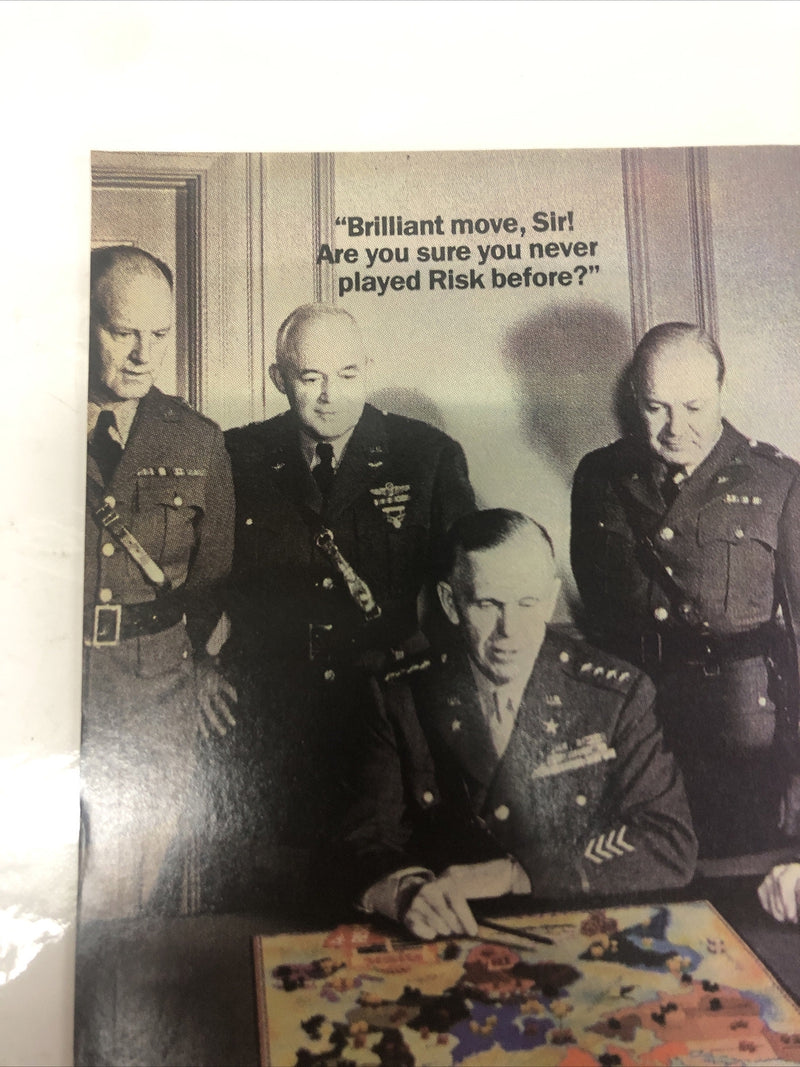 “Brilliant move, Sir!
Are you sure you never
played Risk before?”